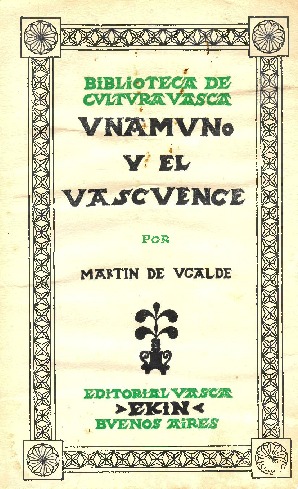 BIBLIOTECA DE
CVLTVRA VASCA
VNAMVNO
Y EL
VASCVENCE
POR
MARTIN DE VGALDE
EDITORIAL VASCA
>EKIN<
BVENOS AIRES